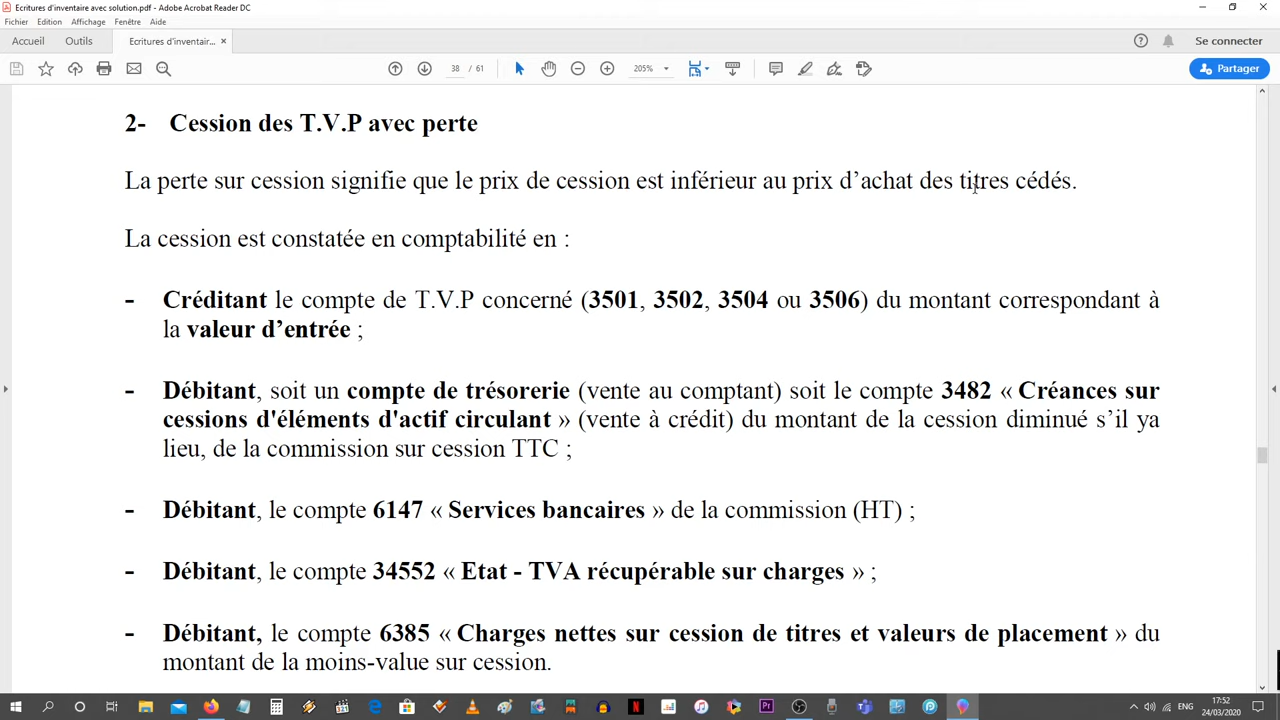 Ecritures d'inventaire avec solution.pdf - Adobe Acrobat Reader DC
Fichier Edition Affichage Fenêtre Aide
Accueil Outils Ecritures d'inventair... × Se connecter
38 / 61 205% Partager
2- Cession des T.V.P avec perte
La perte sur cession signifie que le prix de cession est inférieur au prix d’achat des titres cédés.
La cession est constatée en comptabilité en :
- Créditant le compte de T.V.P concerné (3501, 3502, 3504 ou 3506) du montant correspondant à
la valeur d’entrée ;
- Débitant, soit un compte de trésorerie (vente au comptant) soit le compte 3482 « Créances sur
cessions d'éléments d'actif circulant » (vente à crédit) du montant de la cession diminué s’il ya
lieu, de la commission sur cession TTC ;
- Débitant, le compte 6147 « Services bancaires » de la commission (HT) ;
- Débitant, le compte 34552 « Etat - TVA récupérable sur charges » ;
- Débitant, le compte 6385 « Charges nettes sur cession de titres et valeurs de placement » du
montant de la moins-value sur cession.
ENG 17:52
24/03/2020